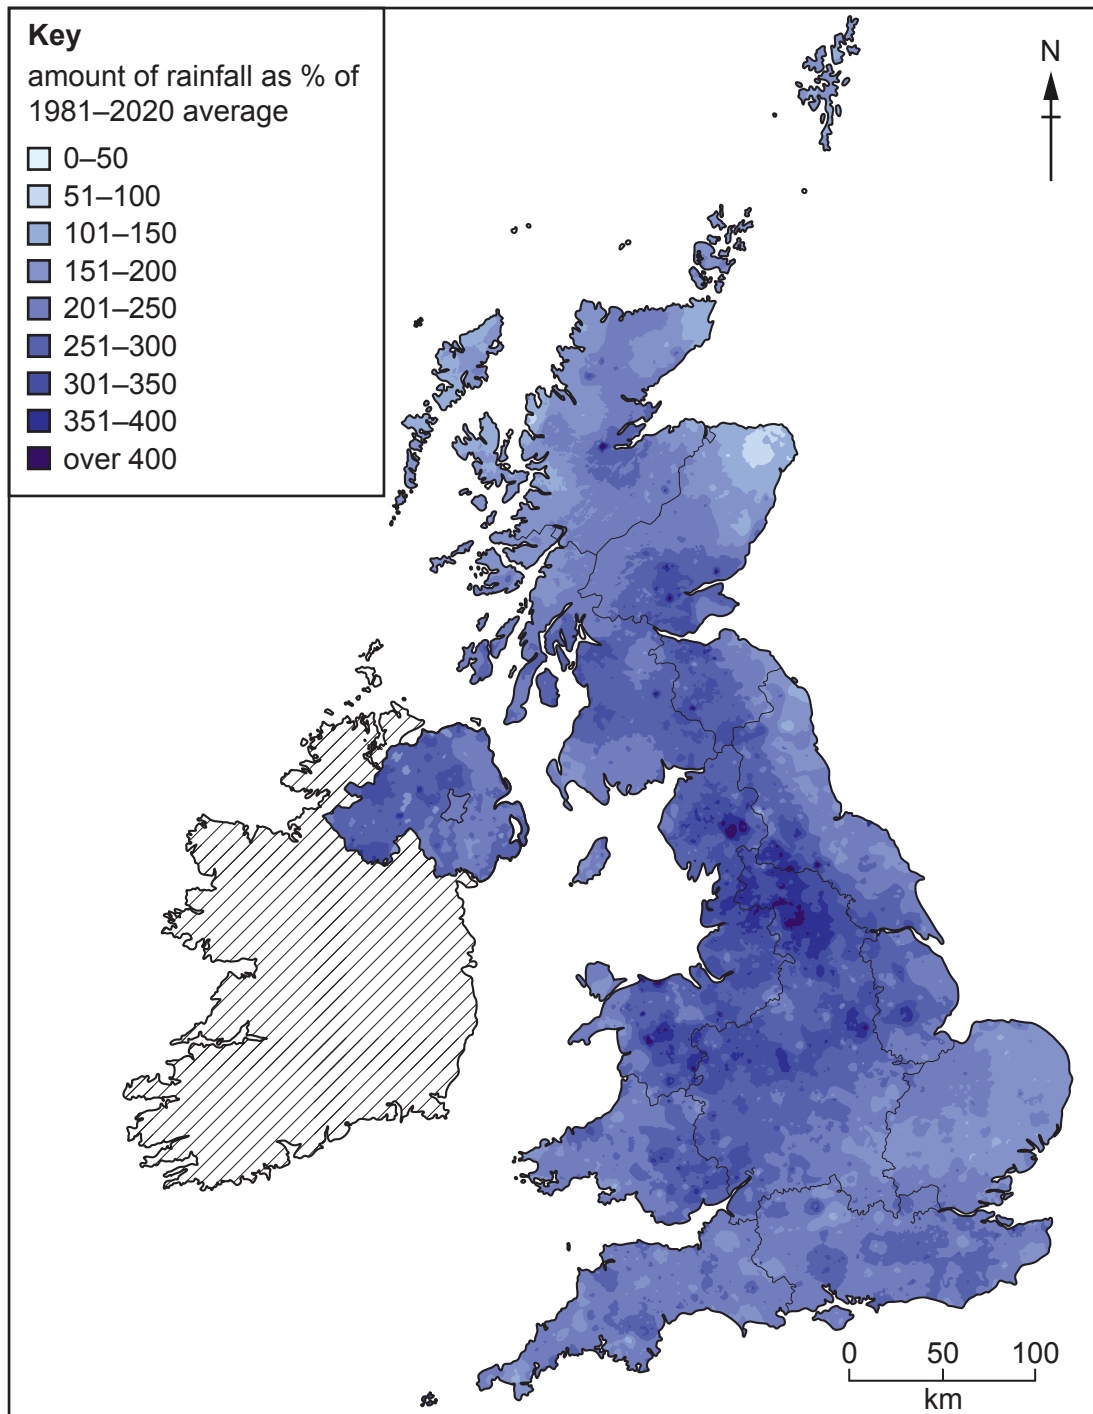 Key
amount of rainfall as % of
1981–2020 average
0–50
51–100
101–150
151–200
201–250
251–300
301–350
351–400
over 400
N
0 50 100
km